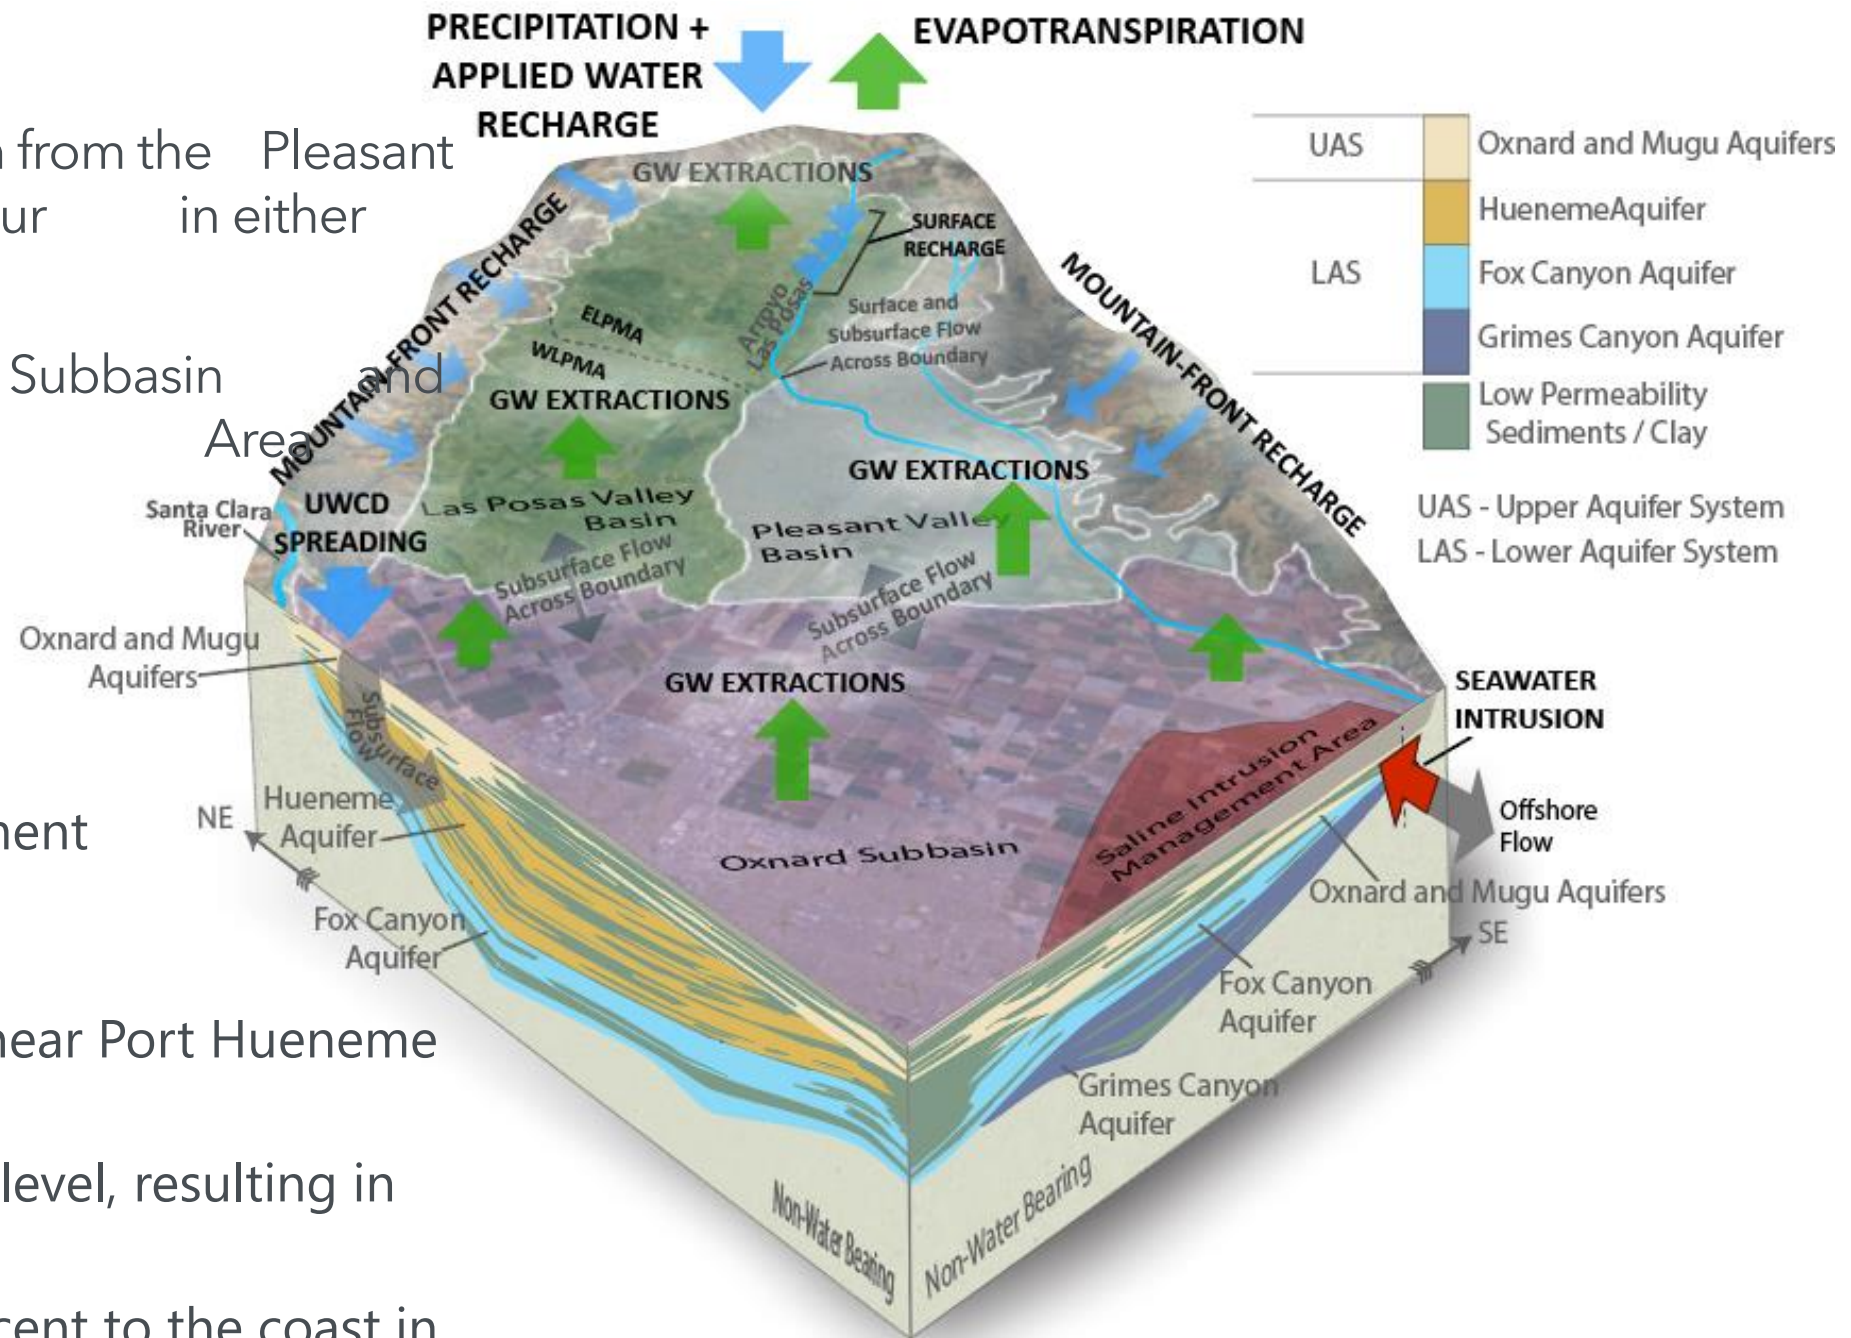 PRECIPITATION +
APPLIED WATER
RECHARGE
EVAPOTRANSPIRATION
from the Pleasant
in either
Subbasin and
Area
near Port Hueneme
level, resulting in
to the coast in
GW EXTRACTIONS
SURFACE
RECHARGE
MOUNTAIN-FRONT RECHARGE
ELPMA
WLPMA
Arroyo
Las Posas
Surface and
Subsurface Flow
Across Boundary
MOUNTAIN-FRONT RECHARGE
GW EXTRACTIONS
GW EXTRACTIONS
Santa Clara
River
UWCD
SPREADING
Las Posas Valley
Basin
Pleasant Valley
Basin
Subsurface Flow
Across Boundary
Subsurface Flow
Across Boundary
Oxnard and Mugu
Aquifers
GW EXTRACTIONS
Subsurface
Flow
SEAWATER
INTRUSION
Saline Intrusion
Management Area
Offshore
Flow
NE
Hueneme
Aquifer
Oxnard Subbasin
Oxnard and Mugu Aquifers
SE
Fox Canyon
Aquifer
Fox Canyon
Aquifer
Grimes Canyon
Aquifer
Non-Water Bearing
Non-Water Bearing
UAS
Oxnard and Mugu Aquifers
HuenemeAquifer
LAS
Fox Canyon Aquifer
Grimes Canyon Aquifer
Low Permeability
Sediments / Clay
UAS - Upper Aquifer System
LAS - Lower Aquifer System